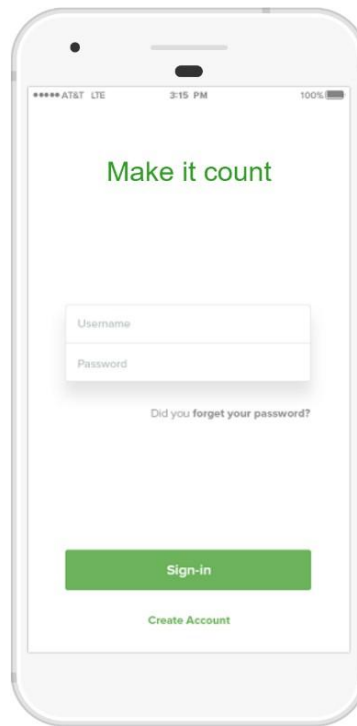 ●●●●● AT&T LTE 3:15 PM 100%
Make it count
Username
Password
Did you forget your password?
Sign-in
Create Account